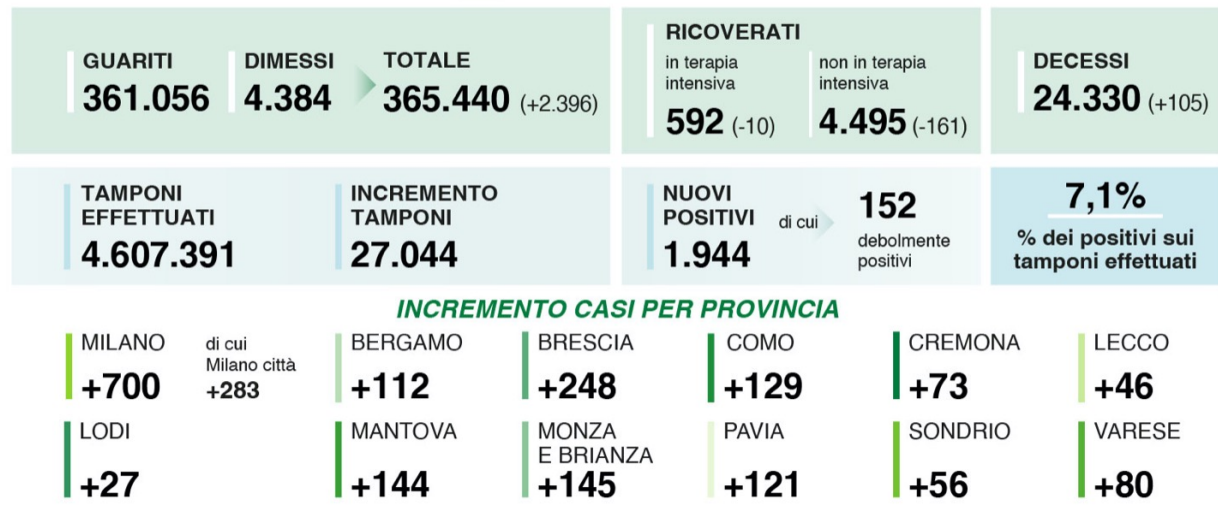 GUARITI
361.056
DIMESSI
4.384
TOTALE
365.440 (+2.396)
RICOVERATI
in terapia
intensiva
592 (-10)
non in terapia
intensiva
4.495 (-161)
DECESSI
24.330 (+105)
TAMPONI
EFFETTUATI
4.607.391
INCREMENTO
TAMPONI
27.044
NUOVI
POSITIVI
1.944
di cui
152
debolmente
positivi
7,1%
% dei positivi sui
tamponi effettuati
INCREMENTO CASI PER PROVINCIA
MILANO
+700
di cui
Milano città
+283
BERGAMO
+112
BRESCIA
+248
COMO
+129
CREMONA
+73
LECCO
+46
LODI
+27
MANTOVA
+144
MONZA
E BRIANZA
+145
PAVIA
+121
SONDRIO
+56
VARESE
+80